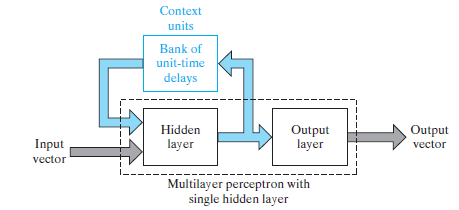 Context
units
Bank of
unit-time
delays
Input
vector
Hidden
layer
Output
layer
Output
vector
Multilayer perceptron with
single hidden layer